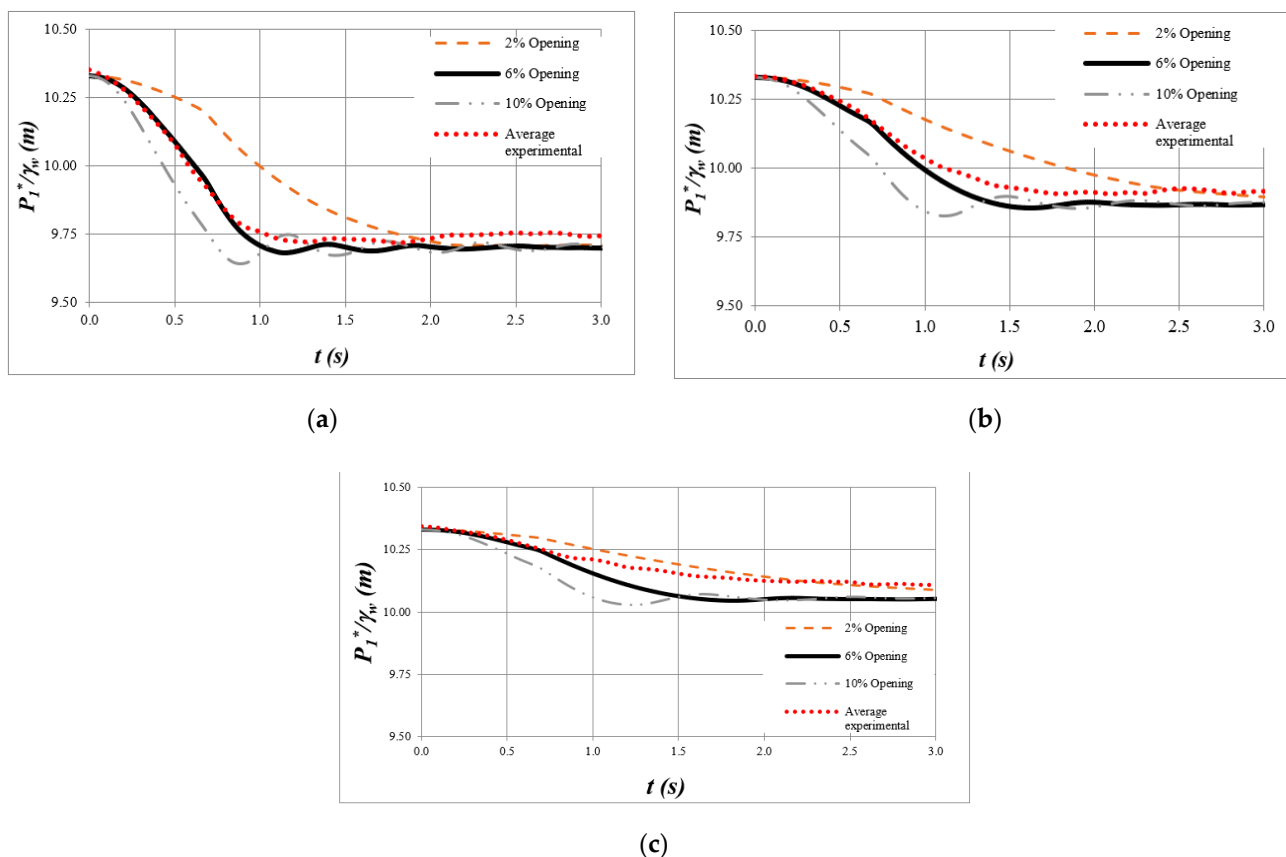 10.50
10.25
10.00
9.75
9.50
P₁*/γw (m)
0.0 0.5 1.0 1.5 2.0 2.5 3.0
t (s)
2% Opening
6% Opening
10% Opening
Average
experimental
(a)
10.50
10.25
10.00
9.75
9.50
P₁*/γw (m)
0.0 0.5 1.0 1.5 2.0 2.5 3.0
t (s)
2% Opening
6% Opening
10% Opening
Average
experimental
(b)
10.50
10.25
10.00
9.75
9.50
P₁*/γw (m)
0.0 0.5 1.0 1.5 2.0 2.5 3.0
t (s)
2% Opening
6% Opening
10% Opening
Average
experimental
(c)